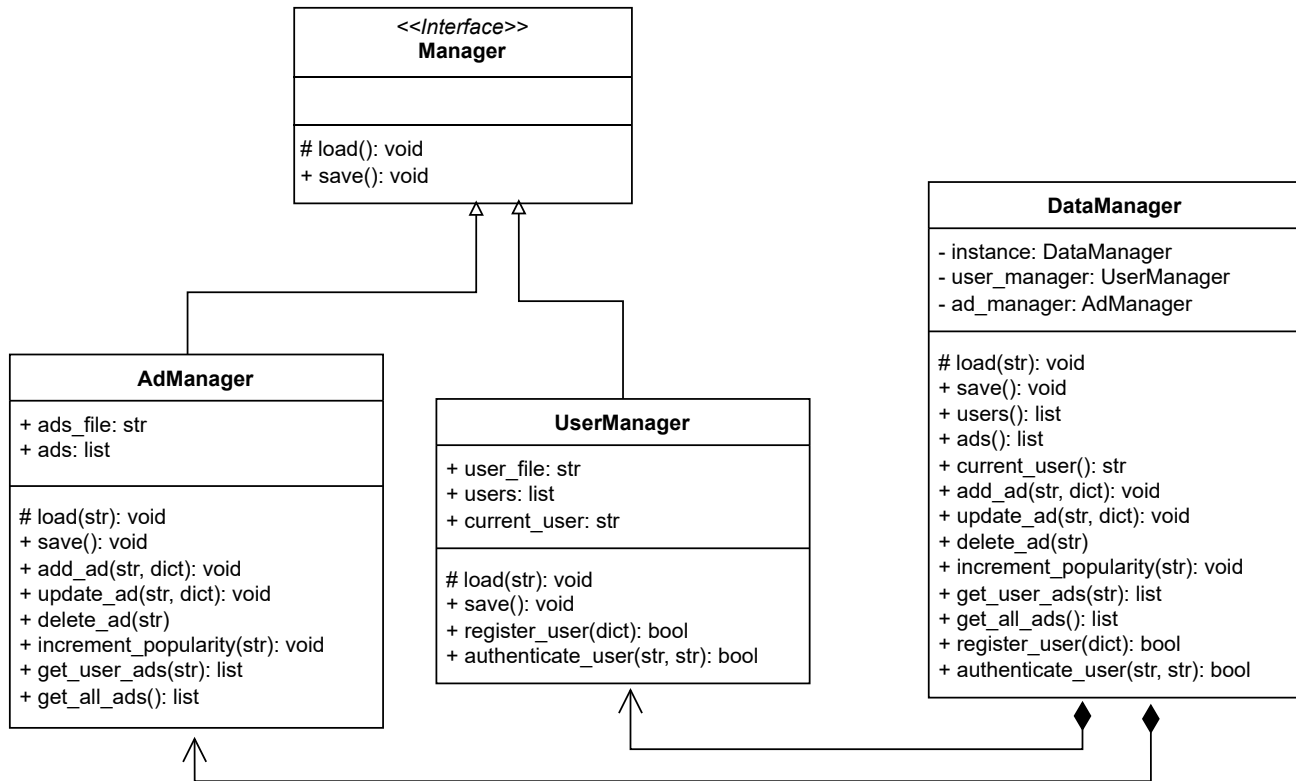 <<Interface>>
Manager
# load(): void
+ save(): void
DataManager
- instance: DataManager
- user_manager: UserManager
- ad_manager: AdManager
# load(str): void
+ save(): void
+ users(): list
+ ads(): list
+ current_user(): str
+ add_ad(str, dict): void
+ update_ad(str, dict): void
+ delete_ad(str)
+ increment_popularity(str): void
+ get_user_ads(str): list
+ get_all_ads(): list
+ register_user(dict): bool
+ authenticate_user(str, str): bool
AdManager
+ ads_file: str
+ ads: list
# load(str): void
+ save(): void
+ add_ad(str, dict): void
+ update_ad(str, dict): void
+ delete_ad(str)
+ increment_popularity(str): void
+ get_user_ads(str): list
+ get_all_ads(): list
UserManager
+ user_file: str
+ users: list
+ current_user: str
# load(str): void
+ save(): void
+ register_user(dict): bool
+ authenticate_user(str, str): bool